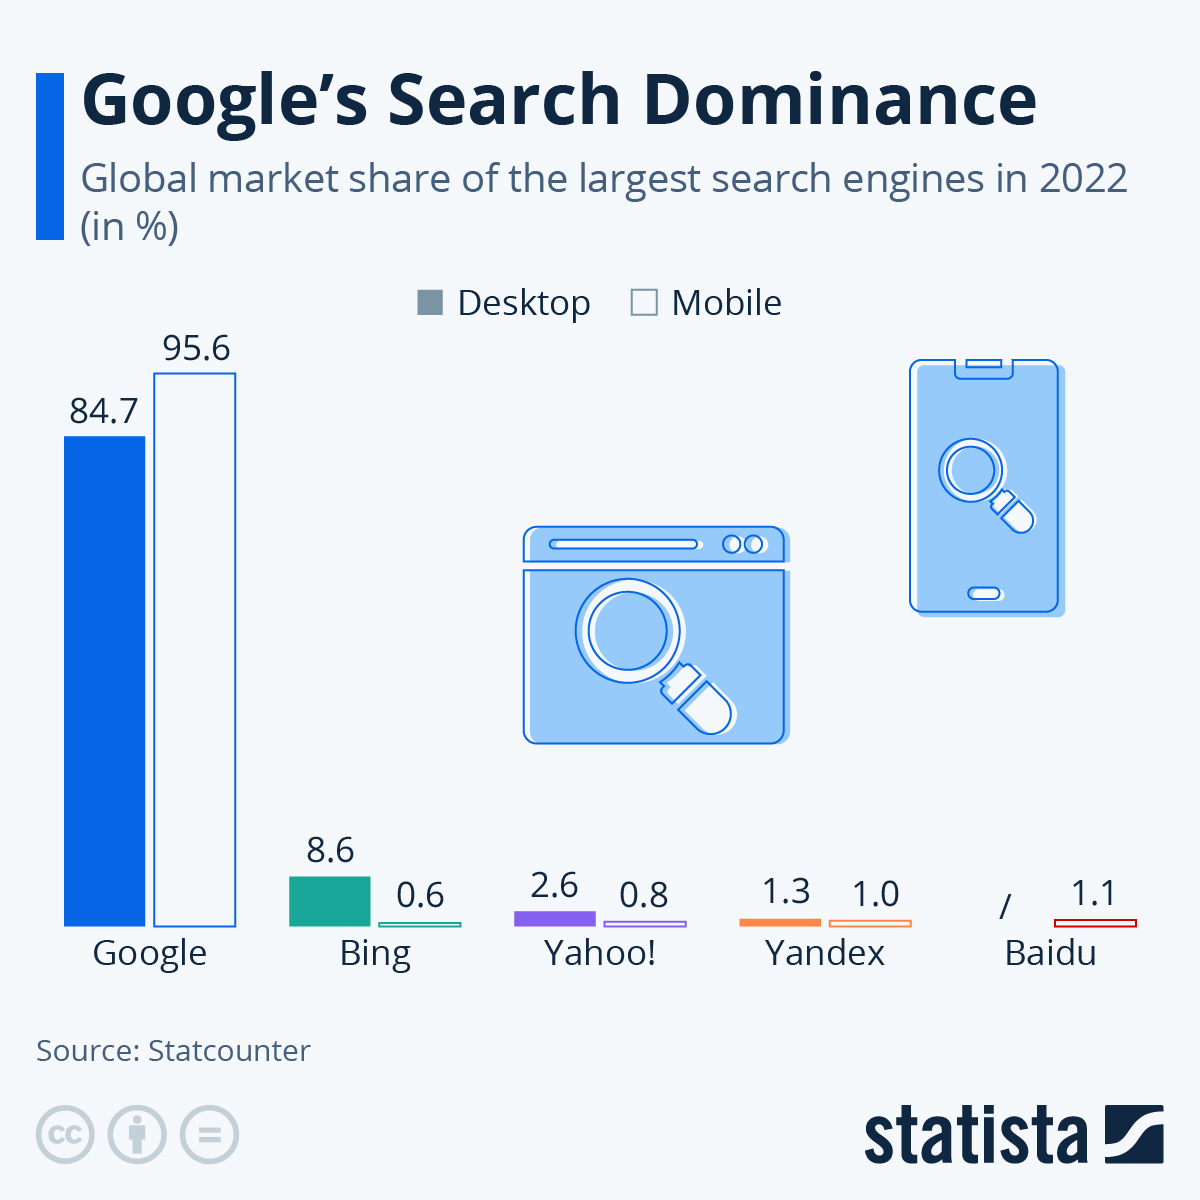 Google's Search Dominance
Global market share of the largest search engines in 2022
(in %)
Desktop Mobile
84.7 95.6
8.6 0.6
2.6 0.8
1.3 1.0
/ 1.1
Google Bing Yahoo! Yandex Baidu
Source: Statcounter
cc =
statista